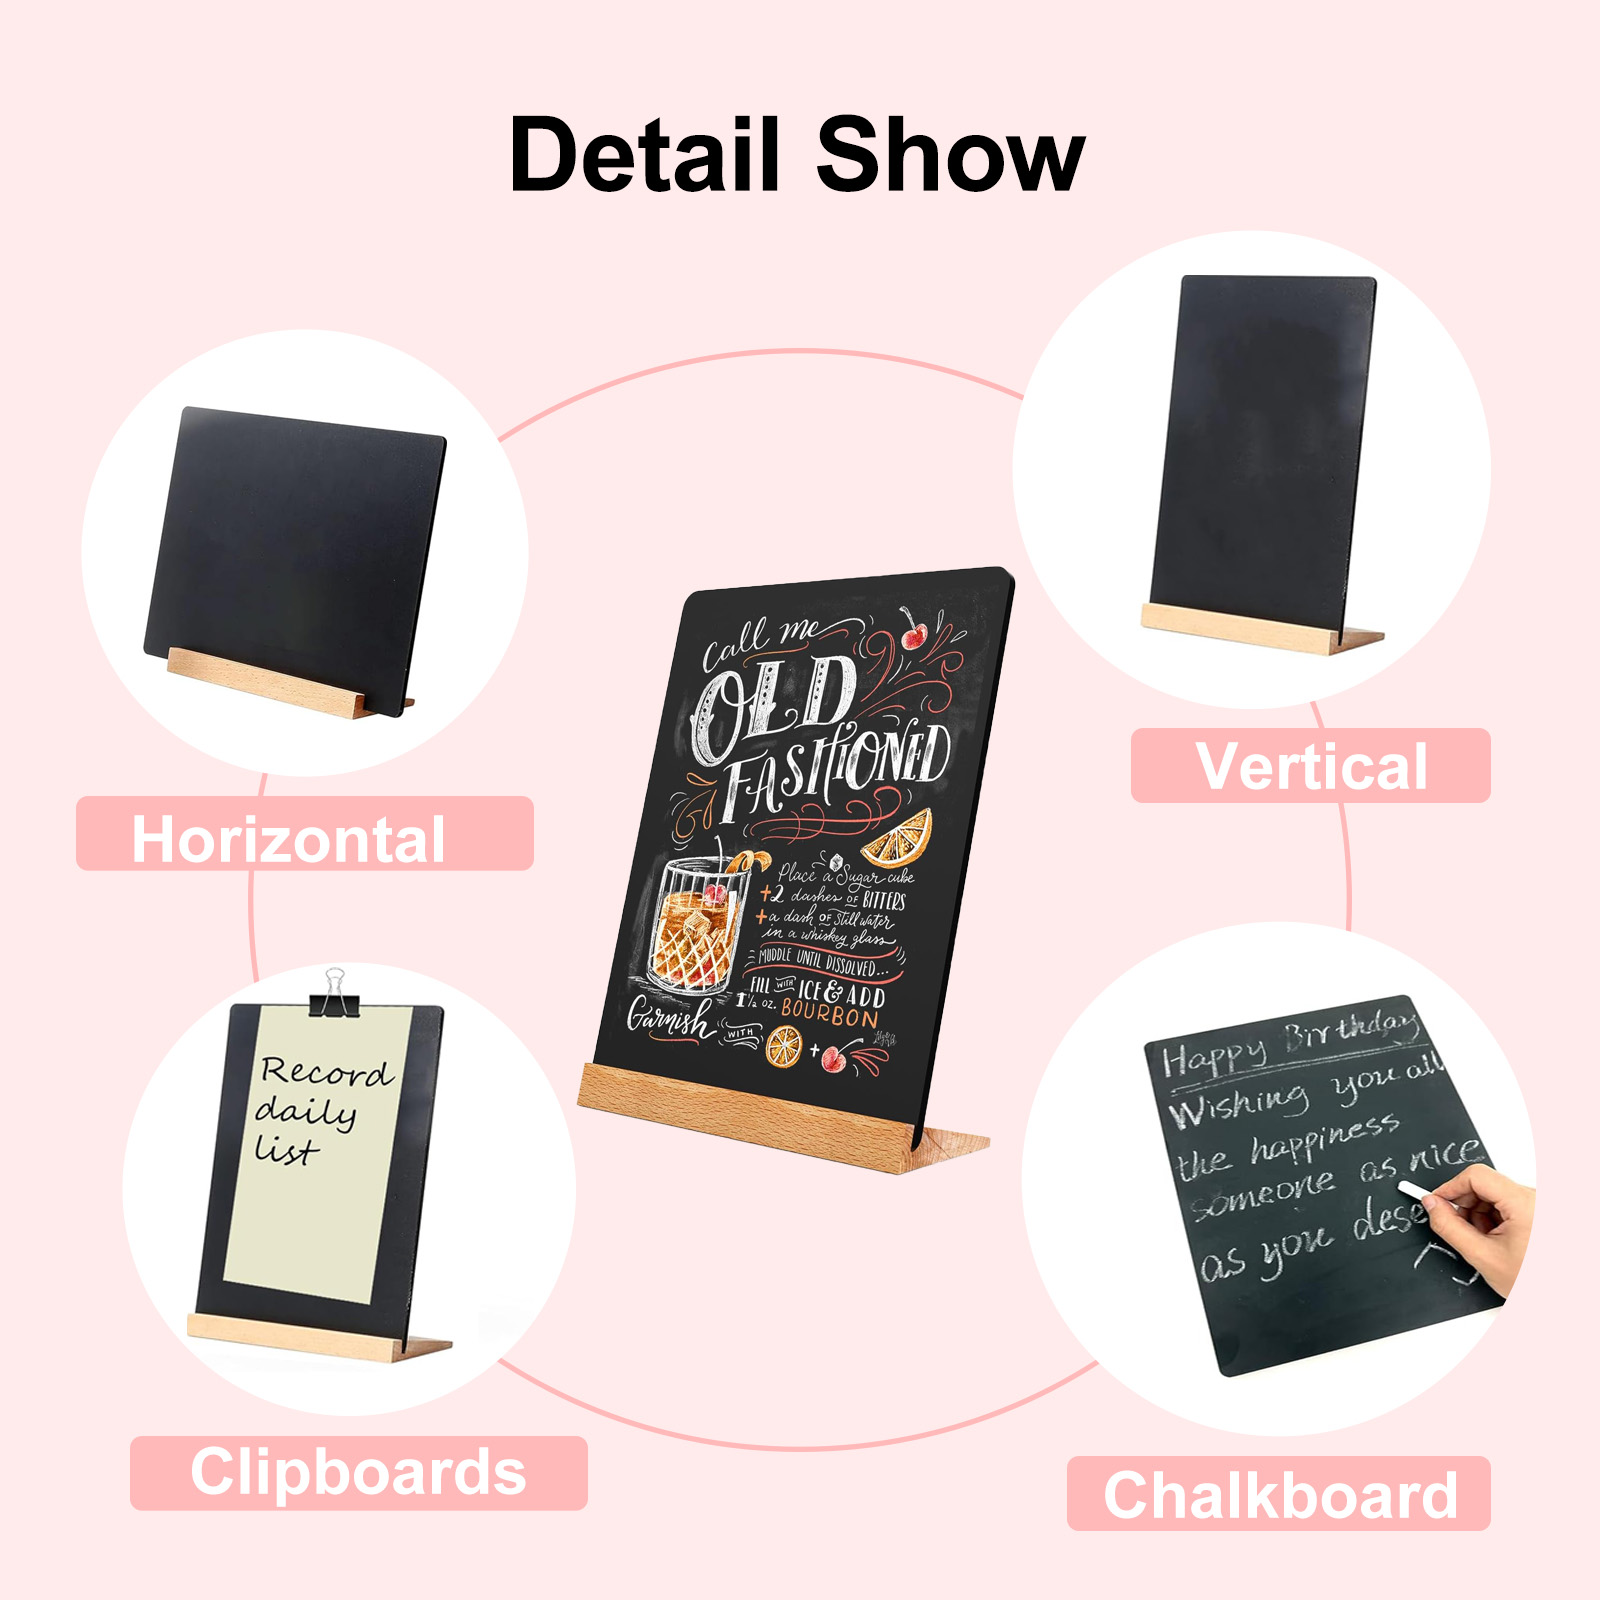 Detail Show
Horizontal
Vertical
call me
OLD
FASHIONED
Place a Sugar cube
+2 dashes OF BITTERS
+a dash OF Still water
in a whiskey glass
MUDDLE UNTIL DISSOLVED...
FILL WITH ICE & ADD
1 1/2 oz. BOURBON
Garnish WITH
+
Record
daily
list
Clipboards
Happy Birthday
Wishing you all
the happiness
someone as nice
as you dese
Chalkboard